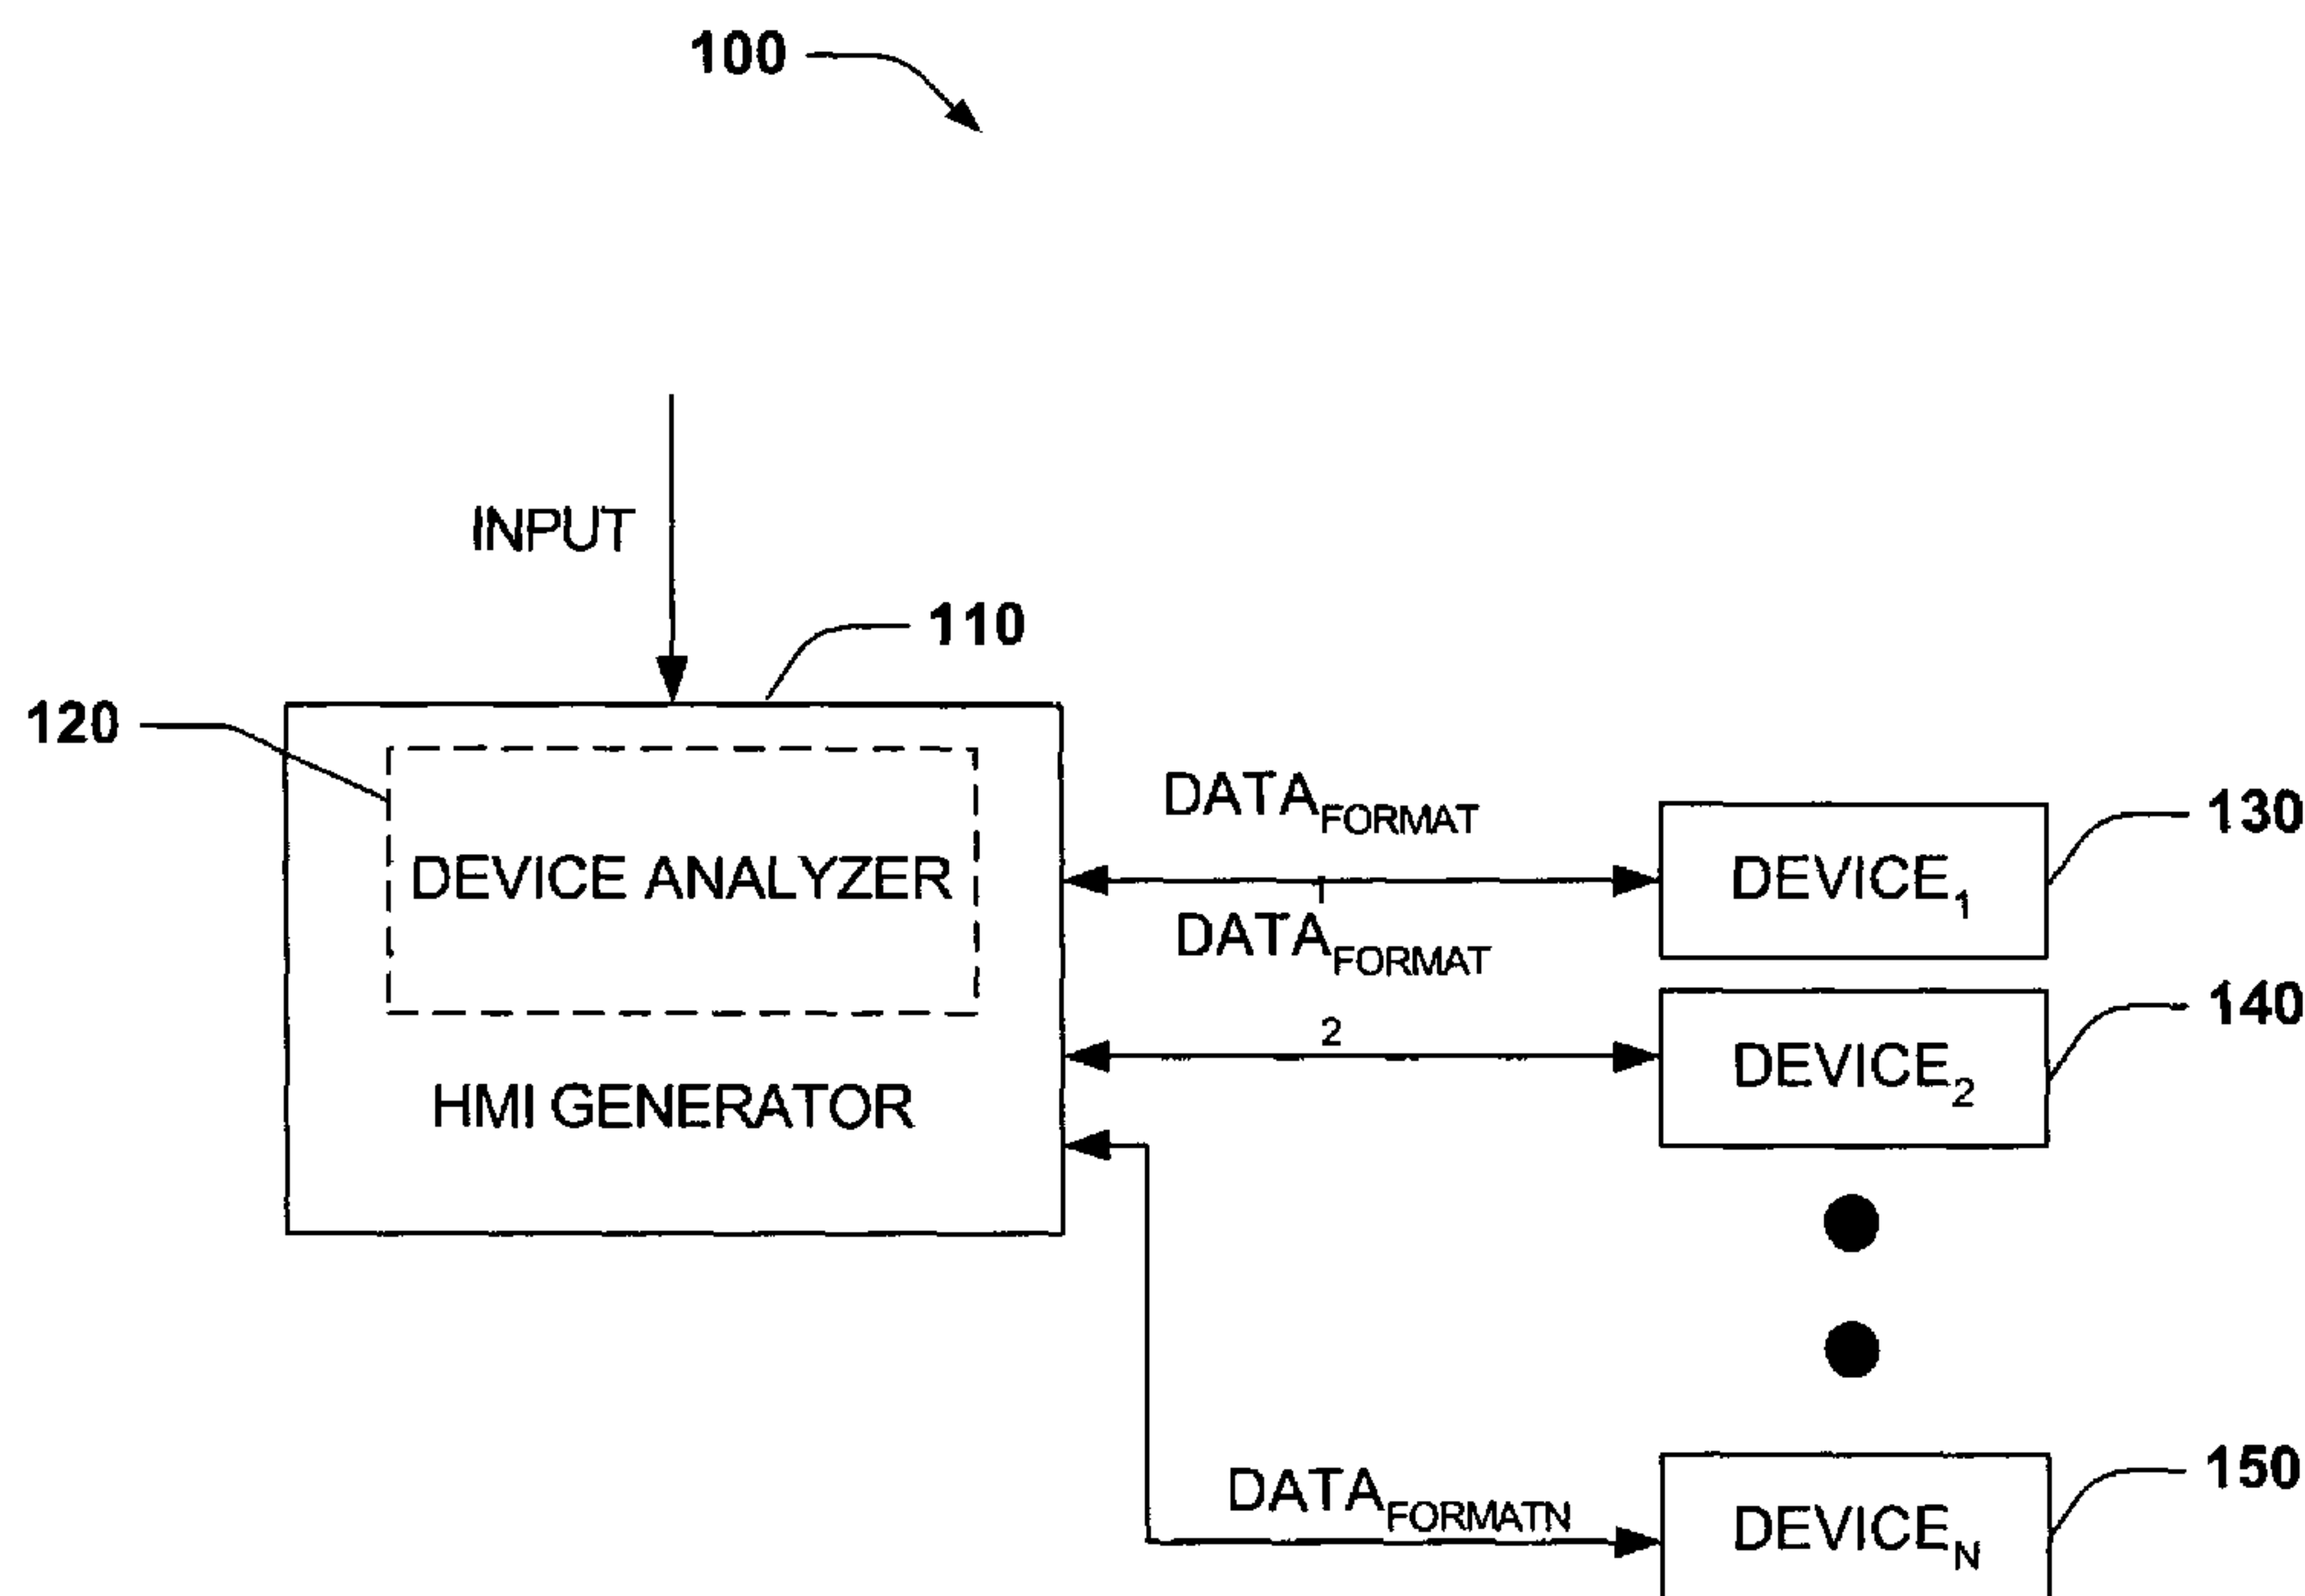 100
INPUT
110
120
DEVICE ANALYZER
HMI GENERATOR
DATAFORMAT
1
DATAFORMAT
2
DATAFORMATN
DEVICE1
130
DEVICE2
140
DEVICEN
150